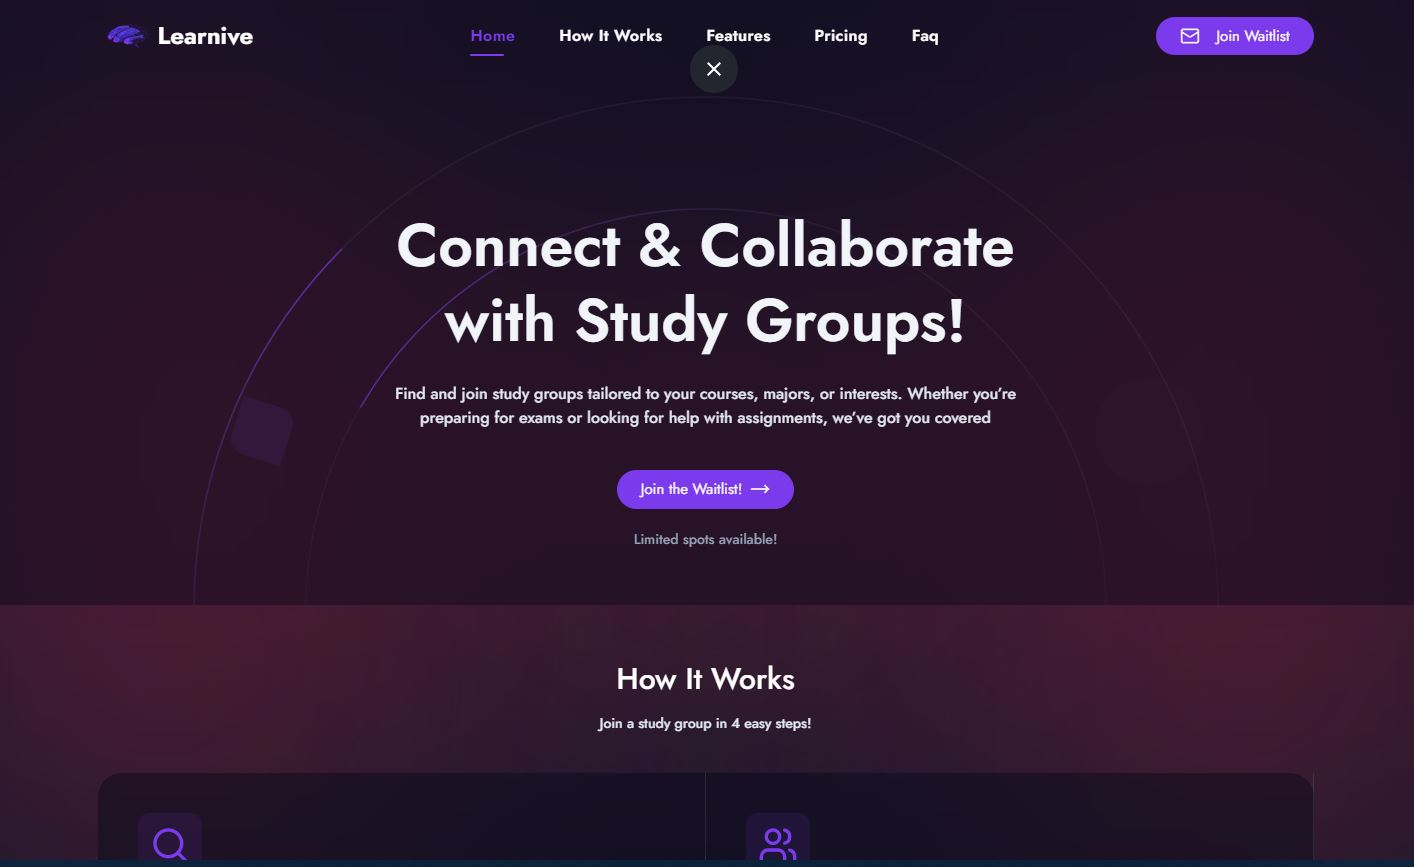 Learnive
Home
How It Works
Features
Pricing
Faq
Join Waitlist
Connect & Collaborate
with Study Groups!
Find and join study groups tailored to your courses, majors, or interests. Whether you’re
preparing for exams or looking for help with assignments, we’ve got you covered
Join the Waitlist!
Limited spots available!
How It Works
Join a study group in 4 easy steps!